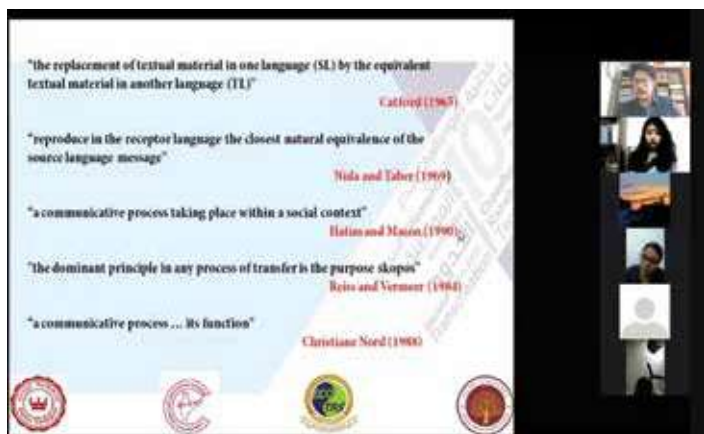 "the replacement of textual material in one language (SL) by the equivalent
textual material in another language (TL)"
Catford (1965)
"reproduce in the receptor language the closest natural equivalence of the
source language message"
Nida and Taber (1969)
"a communicative process taking place within a social context"
Hatim and Mason (1990)
"the dominant principle in any process of transfer is the purpose skopos"
Reiss and Vermeer (1984)
"a communicative process ... its function"
Christiane Nord (1988)